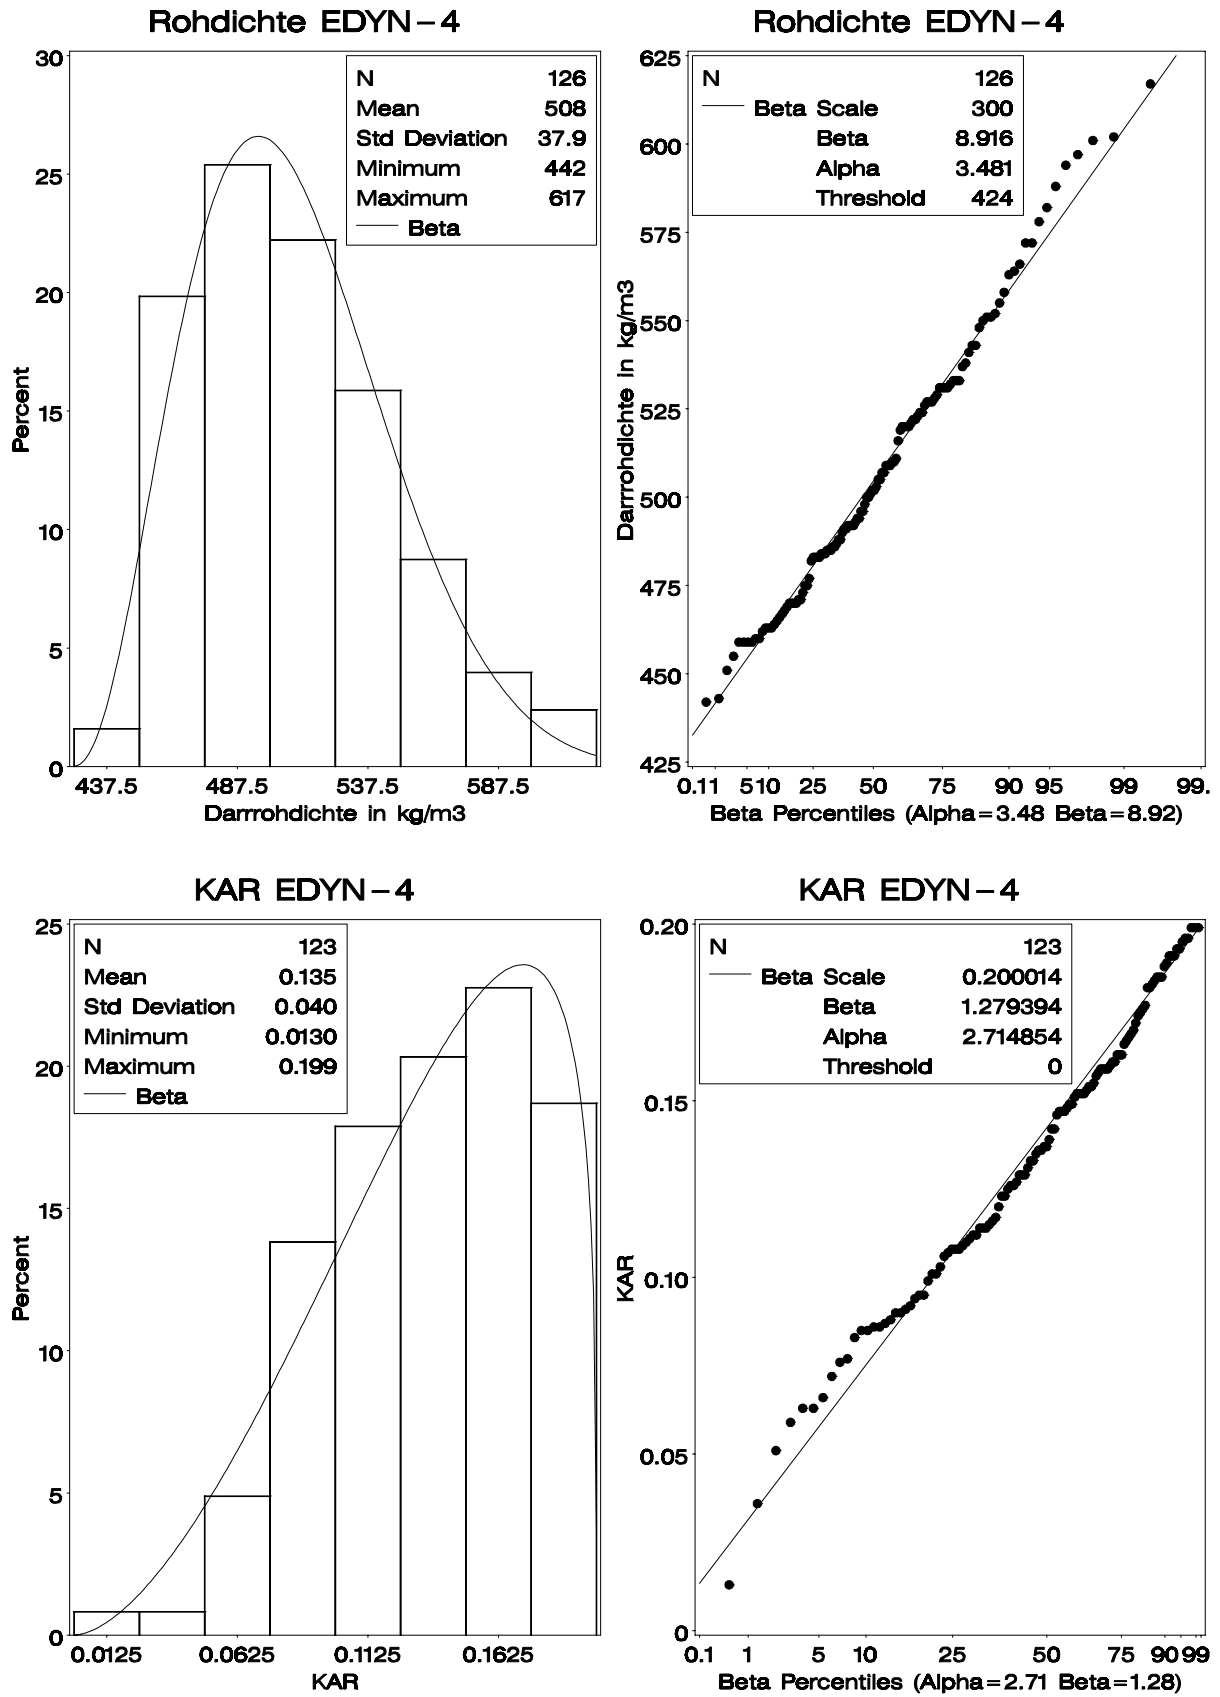 Rohdichte EDYN-4
30
25
20
15
10
5
0
Percent
N 126
Mean 508
Std Deviation 37.9
Minimum 442
Maximum 617
Beta
437.5 487.5 537.5 587.5
Darrrohdichte in kg/m3
Rohdichte EDYN-4
625
600
575
550
525
500
475
450
425
Darrrohdichte in kg/m3
N 126
Beta Scale 300
Beta 8.916
Alpha 3.481
Threshold 424
0.11 510 25 50 75 90 95 99 99.
Beta Percentiles (Alpha=3.48 Beta=8.92)
KAR EDYN-4
25
20
15
10
5
0
Percent
N 123
Mean 0.135
Std Deviation 0.040
Minimum 0.0130
Maximum 0.199
Beta
0.0125 0.0625 0.1125 0.1625
KAR
KAR EDYN-4
0.20
0.15
0.10
0.05
0
KAR
N 123
Beta Scale 0.200014
Beta 1.279394
Alpha 2.714854
Threshold 0
0.1 1 5 10 25 50 75 90 99
Beta Percentiles (Alpha=2.71 Beta=1.28)